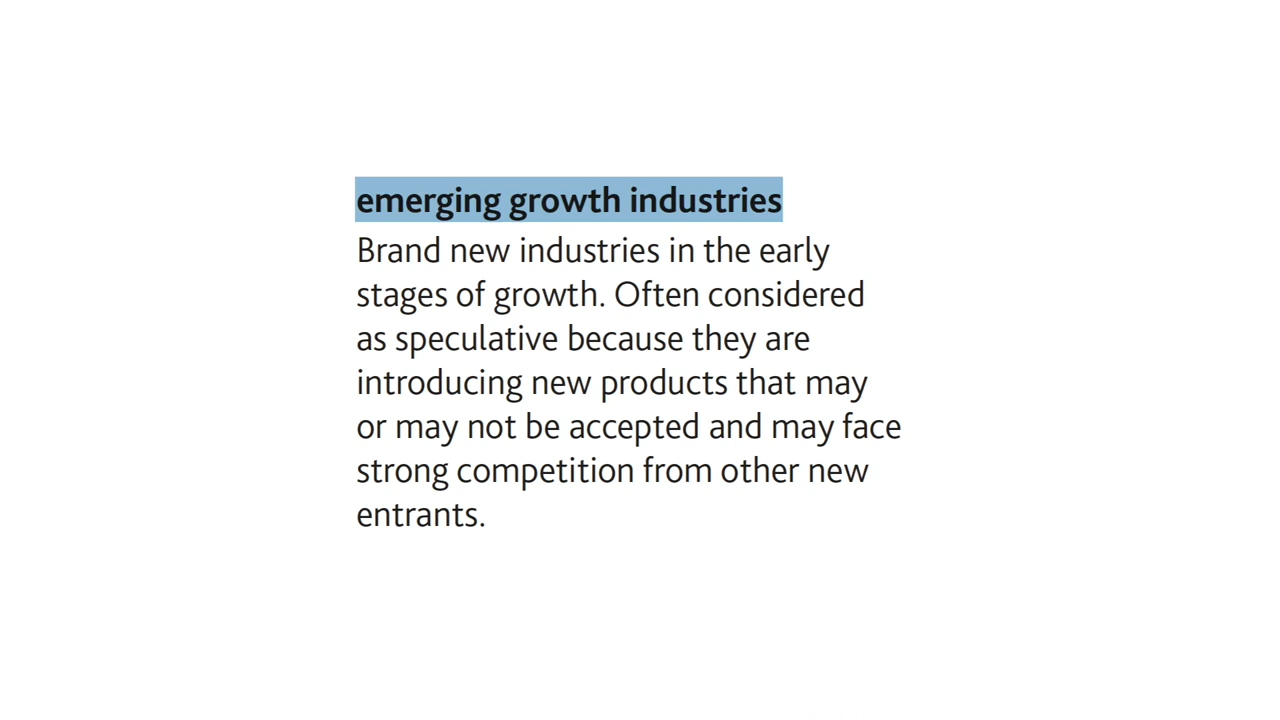 emerging growth industries
Brand new industries in the early
stages of growth. Often considered
as speculative because they are
introducing new products that may
or may not be accepted and may face
strong competition from other new
entrants.